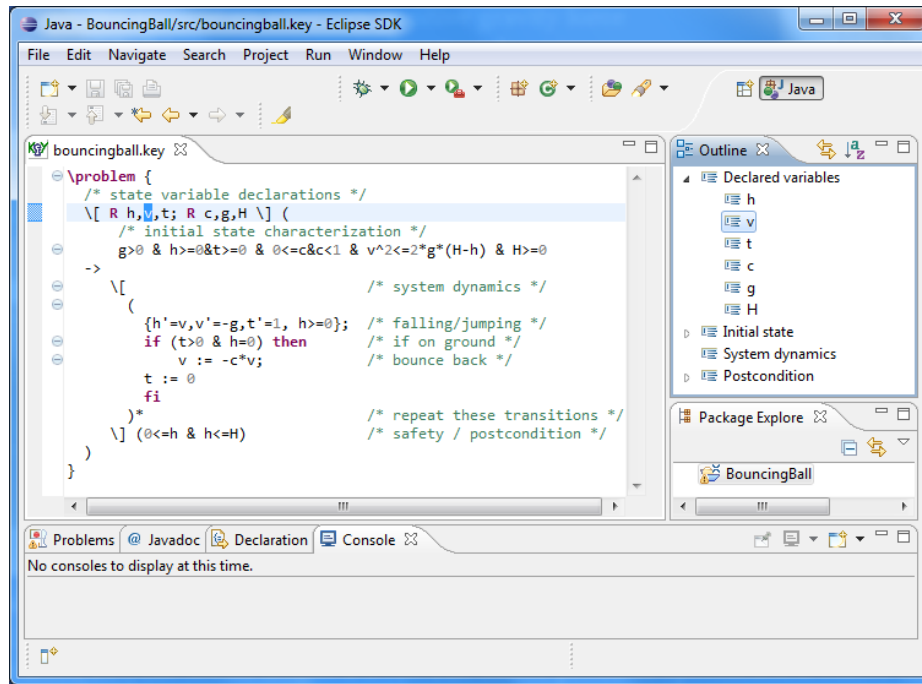 Java - BouncingBall/src/bouncingball.key - Eclipse SDK
File Edit Navigate Search Project Run Window Help
Java
bouncingball.key
\problem {
/* state variable declarations */
\[ R h,v,t; R c,g,H \] (
/* initial state characterization */
g>0 & h>=0&t>=0 & 0<=c&c<1 & v^2<=2*g*(H-h) & H>=0
->
\[ /* system dynamics */
(
{h'=v,v'=-g,t'=1, h>=0}; /* falling/jumping */
if (t>0 & h=0) then /* if on ground */
v := -c*v; /* bounce back */
t := 0
fi
)* /* repeat these transitions */
\] (0<=h & h<=H) /* safety / postcondition */
)
}
Outline
Declared variables
h
v
t
c
g
H
Initial state
System dynamics
Postcondition
Package Explore
BouncingBall
Problems @ Javadoc Declaration Console
No consoles to display at this time.